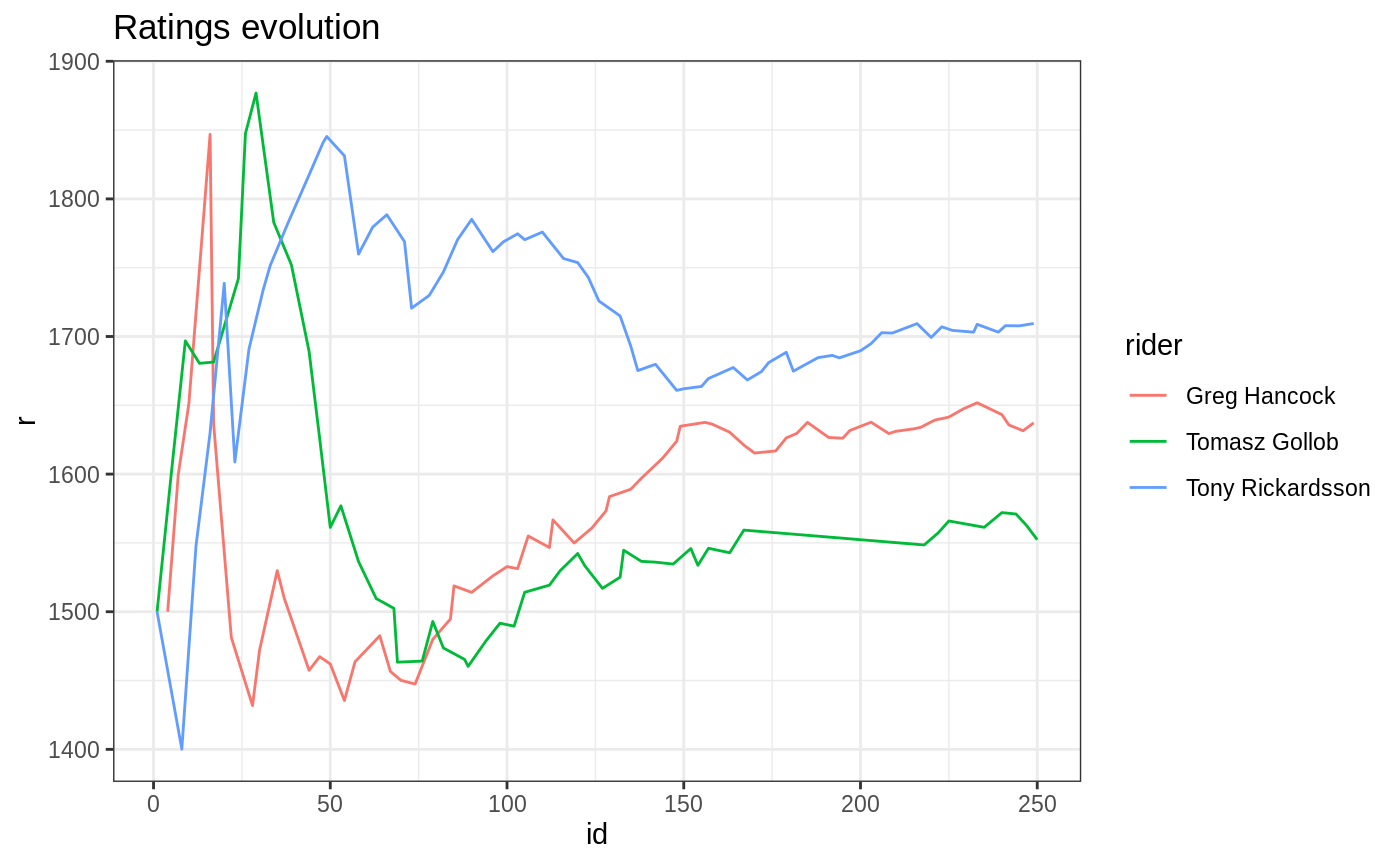 Ratings evolution
1900
1800
1700
1600
1500
1400
r
0 50 100 150 200 250
id
rider
Greg Hancock
Tomasz Gollob
Tony Rickardsson